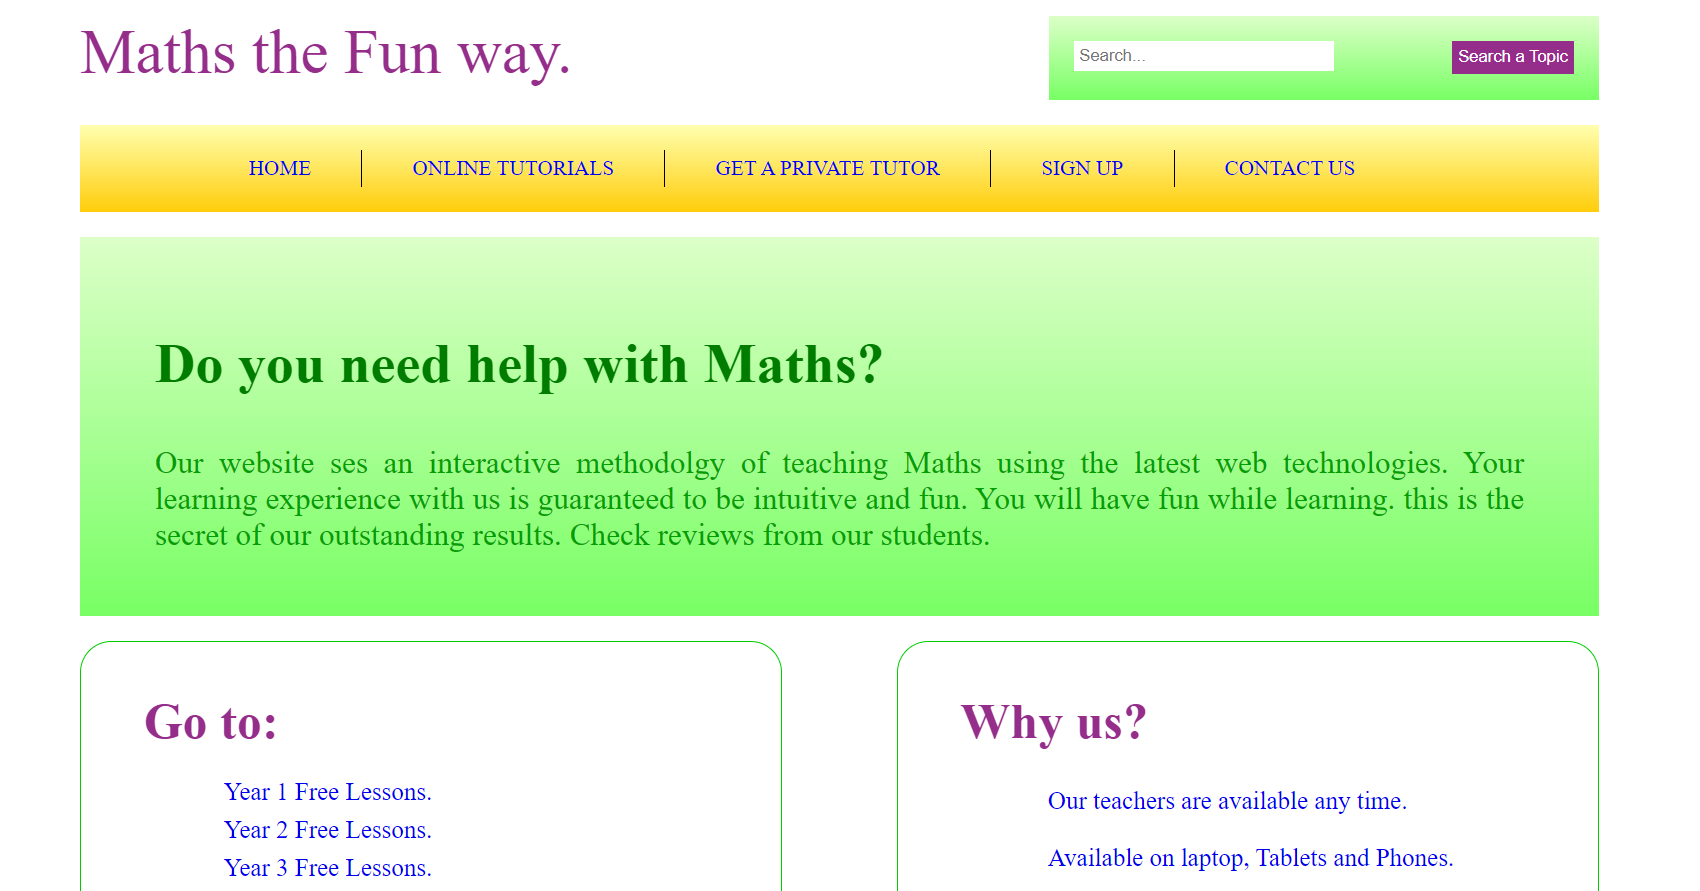 Maths the Fun way.
Search...
Search a Topic
HOME
ONLINE TUTORIALS
GET A PRIVATE TUTOR
SIGN UP
CONTACT US
Do you need help with Maths?
Our website ses an interactive methodolgy of teaching Maths using the latest web technologies. Your
learning experience with us is guaranteed to be intuitive and fun. You will have fun while learning. this is the
secret of our outstanding results. Check reviews from our students.
Go to:
Year 1 Free Lessons.
Year 2 Free Lessons.
Year 3 Free Lessons.
Why us?
Our teachers are available any time.
Available on laptop, Tablets and Phones.